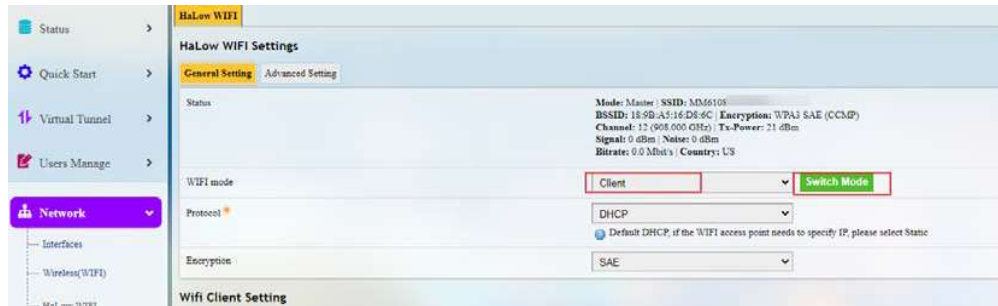 HaLow WIFI
Status
HaLow WIFI Settings
Quick Start
General Setting Advanced Setting
Virtual Tunnel
Status
Mode: Master | SSID: MM6108
BSSID: 18:9B:A5:16:D8:6C | Encryption: WPA3 SAE (CCMP)
Channel: 12 (908.000 GHz) | Tx-Power: 21 dBm
Signal: 0 dBm | Noise: 0 dBm
Bitrate: 0.0 Mbit/s | Country: US
Users Manage
WIFI mode
Client
Switch Mode
Network
Protocol *
DHCP
Default DHCP, if the WIFI access point needs to specify IP, please select Static
Interfaces
Encryption
SAE
Wireless(WIFI)
Wifi Client Setting
HaLow WIFI